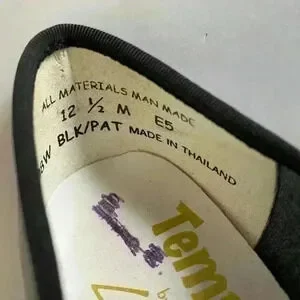 ALL MATERIALS MAN MADE
12 ½ M E5
BLK/PAT MADE IN THAILAND